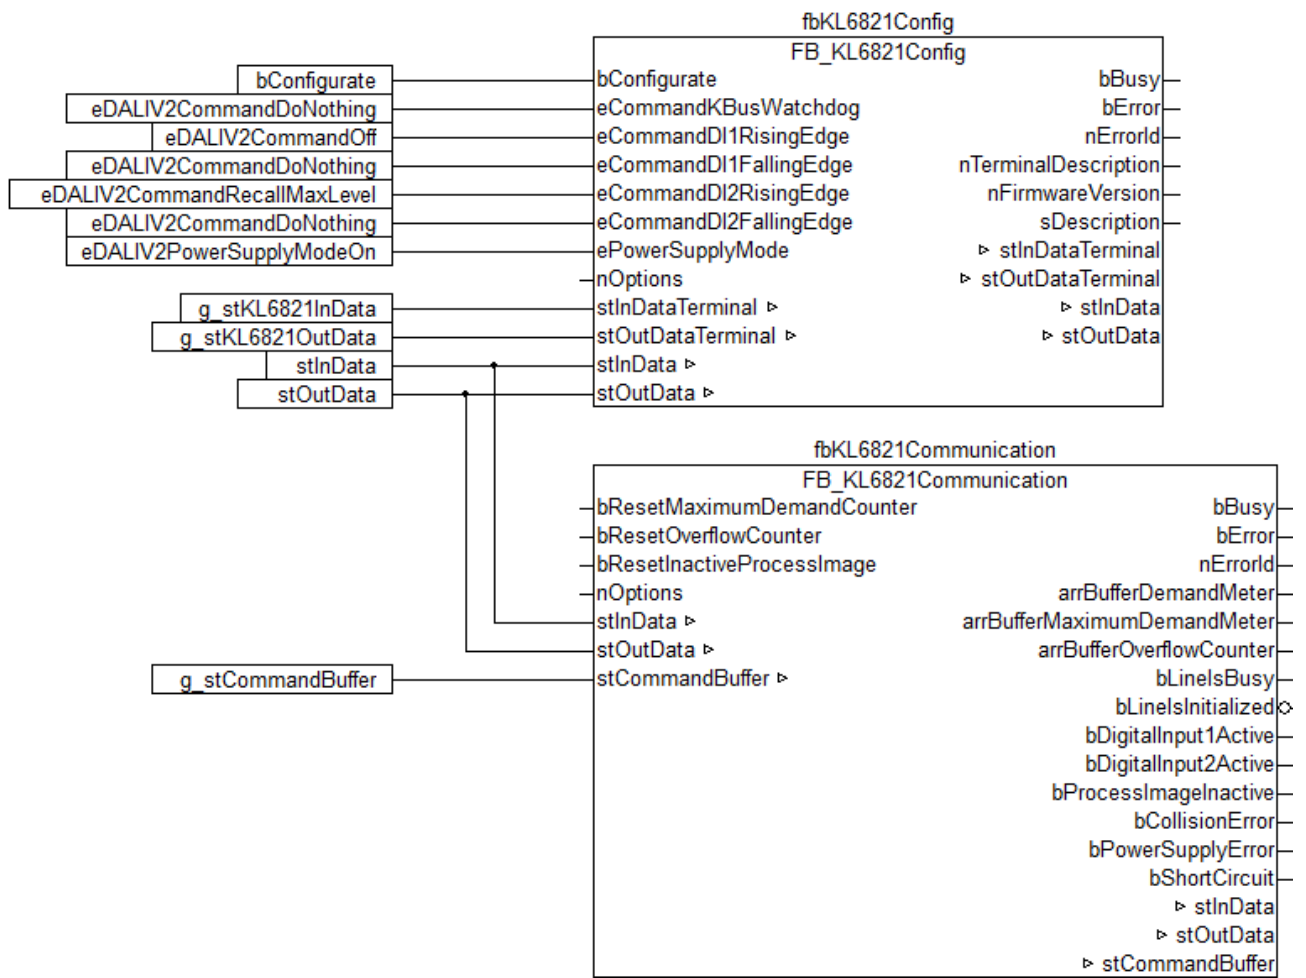 fbKL6821Config
FB_KL6821Config
bConfigurate bConfigurate bBusy
eDALIV2CommandDoNothing eCommandKBusWatchdog bError
eDALIV2CommandOff eCommandDI1RisingEdge nErrorId
eDALIV2CommandDoNothing eCommandDI1FallingEdge nTerminalDescription
eDALIV2CommandRecallMaxLevel eCommandDI2RisingEdge nFirmwareVersion
eDALIV2CommandDoNothing eCommandDI2FallingEdge sDescription
eDALIV2PowerSupplyModeOn ePowerSupplyMode stInDataTerminal
nOptions stOutDataTerminal
g_stKL6821InData stInDataTerminal stInData
g_stKL6821OutData stOutDataTerminal stOutData
stInData stInData
stOutData stOutData
fbKL6821Communication
FB_KL6821Communication
bResetMaximumDemandCounter bBusy
bResetOverflowCounter bError
bResetInactiveProcessImage nErrorId
nOptions arrBufferDemandMeter
stInData arrBufferMaximumDemandMeter
stOutData arrBufferOverflowCounter
g_stCommandBuffer stCommandBuffer bLineIsBusy
bLineIsInitialized
bDigitalInput1Active
bDigitalInput2Active
bProcessImageInactive
bCollisionError
bPowerSupplyError
bShortCircuit
stInData
stOutData
stCommandBuffer